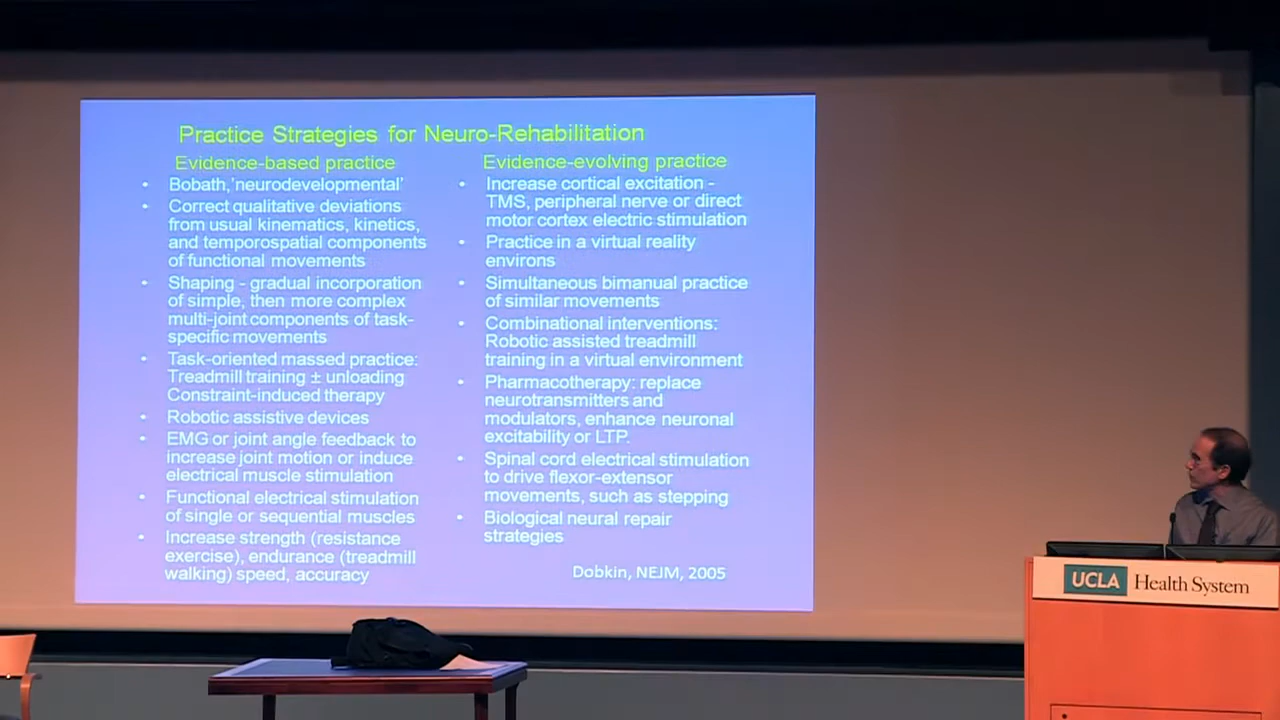 Practice Strategies for Neuro-Rehabilitation
Evidence-based practice
• Bobath,'neurodevelopmental'
• Correct qualitative deviations
from usual kinematics, kinetics,
and temporospatial components
of functional movements
• Shaping - gradual incorporation
of simple, then more complex
multi-joint components of task-
specific movements
• Task-oriented massed practice:
Treadmill training ± unloading
Constraint-induced therapy
• Robotic assistive devices
• EMG or joint angle feedback to
increase joint motion or induce
electrical muscle stimulation
• Functional electrical stimulation
of single or sequential muscles
• Increase strength (resistance
exercise), endurance (treadmill
walking) speed, accuracy
Evidence-evolving practice
• Increase cortical excitation -
TMS, peripheral nerve or direct
motor cortex electric stimulation
• Practice in a virtual reality
environs
• Simultaneous bimanual practice
of similar movements
• Combinational interventions:
Robotic assisted treadmill
training in a virtual environment
• Pharmacotherapy: replace
neurotransmitters and
modulators, enhance neuronal
excitability or LTP.
• Spinal cord electrical stimulation
to drive flexor-extensor
movements, such as stepping
• Biological neural repair
strategies
Dobkin, NEJM, 2005
UCLA Health System